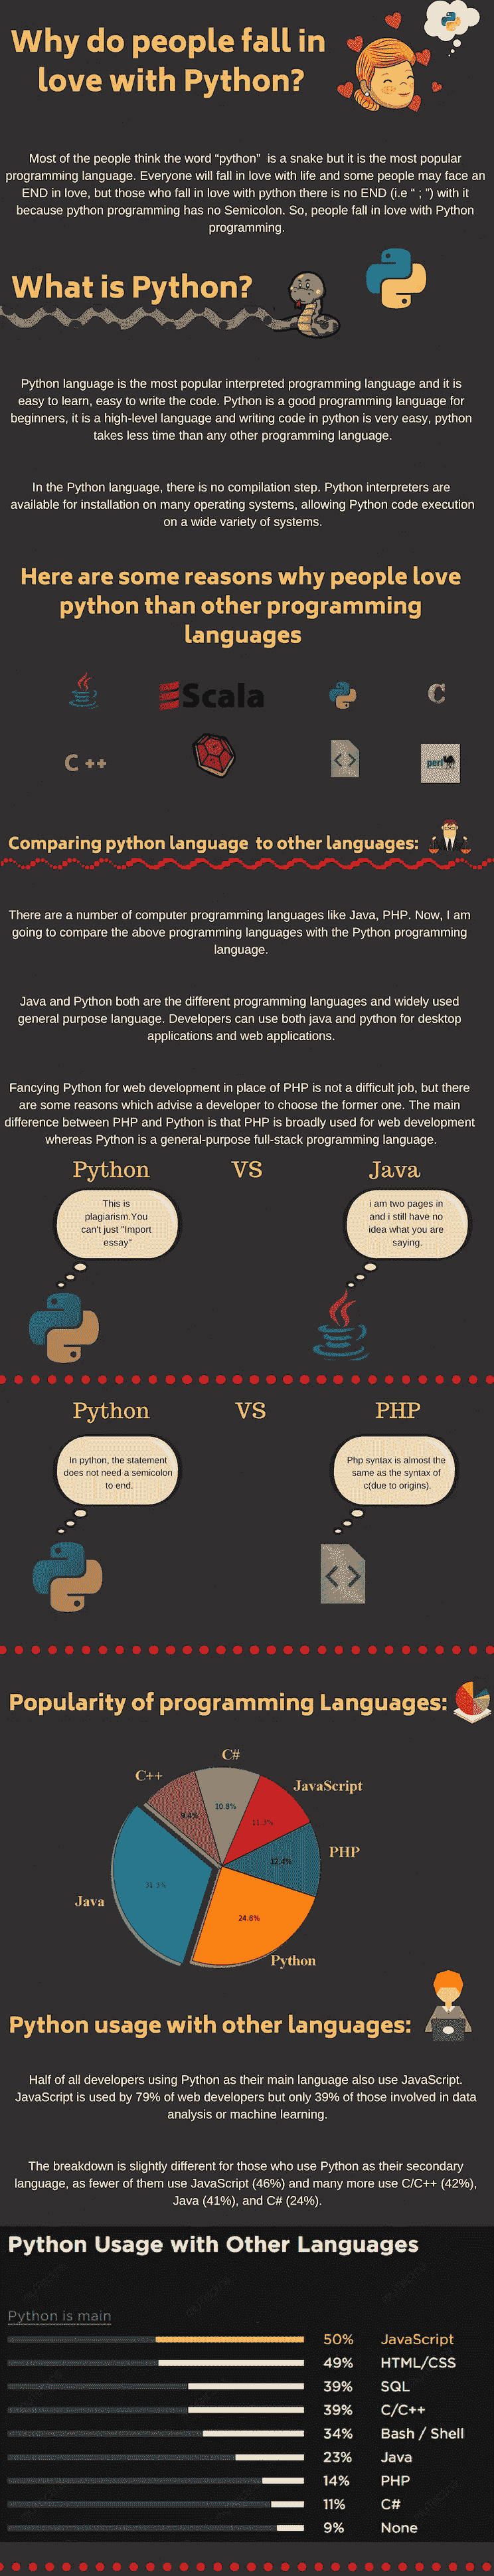 Why do people fall in
love with Python?
Most of the people think the word "python"  is a snake but it is the most popular
programming language. Everyone will fall in love with life and some people may face an
END in love, but those who fall in love with python there is no END (i.e " ; ") with it
because python programming has no Semicolon. So, people fall in love with Python
programming.
What is Python?
Python language is the most popular interpreted programming language and it is
easy to learn, easy to write the code. Python is a good programming language for
beginners, it is a high-level language and writing code in python is very easy, python
takes less time than any other programming language.
In the Python language, there is no compilation step. Python interpreters are
available for installation on many operating systems, allowing Python code execution
on a wide variety of systems.
Here are some reasons why people love
python than other programming
languages
Scala
C
C ++
perl
Comparing python language to other languages:
There are a number of computer programming languages like Java, PHP. Now, I am
going to compare the above programming languages with the Python programming
language.
Java and Python both are the different programming languages and widely used
general purpose language. Developers can use both java and python for desktop
applications and web applications.
Fancying Python for web development in place of PHP is not a difficult job, but there
are some reasons which advise a developer to choose the former one. The main
difference between PHP and Python is that PHP is broadly used for web development
whereas Python is a general-purpose full-stack programming language.
Python VS Java
This is
plagiarism.You
can't just "Import
essay"
i am two pages in
and i still have no
idea what you are
saying.
Python VS PHP
In python, the statement
does not need a semicolon
to end.
Php syntax is almost the
same as the syntax of
c(due to origins).
Popularity of programming Languages:
C#
C++
JavaScript
10.8%
9.4%
11.3%
PHP
12.4%
31.3%
Java
24.8%
Python
Python usage with other languages:
Half of all developers using Python as their main language also use JavaScript.
JavaScript is used by 79% of web developers but only 39% of those involved in data
analysis or machine learning.
The breakdown is slightly different for those who use Python as their secondary
language, as fewer of them use JavaScript (46%) and many more use C/C++ (42%),
Java (41%), and C# (24%).
Python Usage with Other Languages
Python is main
50% JavaScript
49% HTML/CSS
39% SQL
39% C/C++
34% Bash / Shell
23% Java
14% PHP
11% C#
9% None